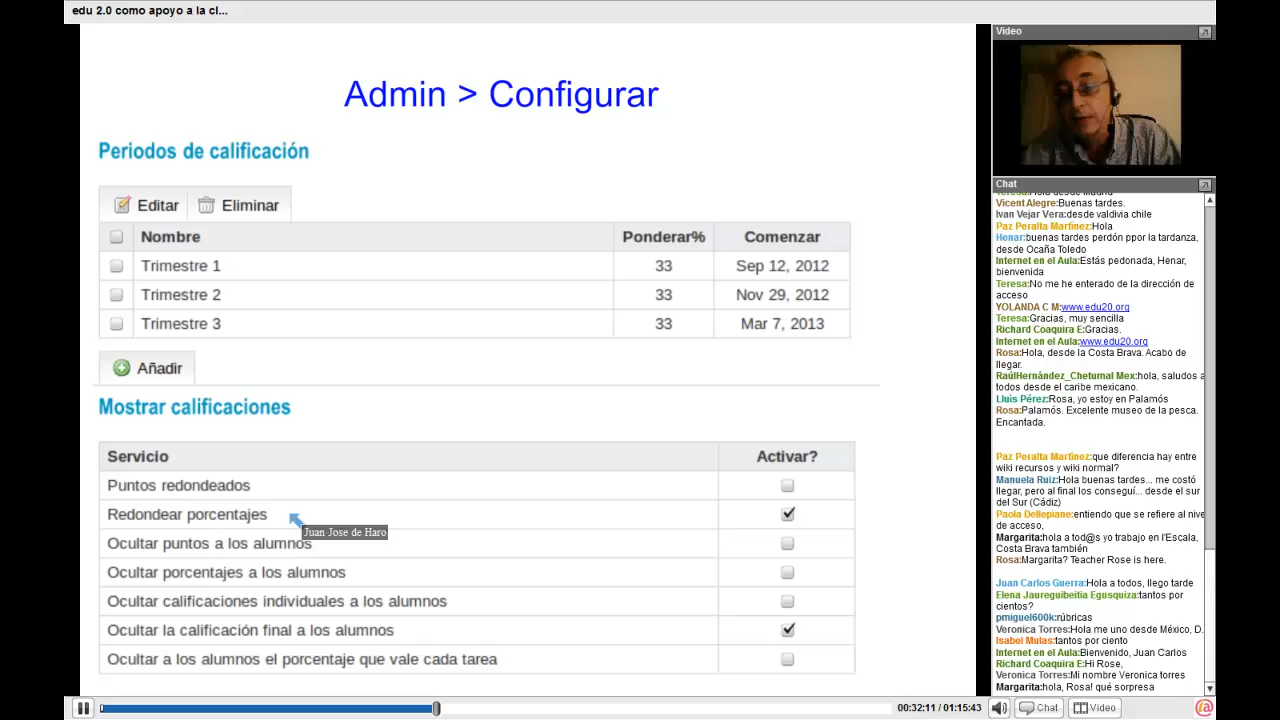 edu 2.0 como apoyo a la cl...
Admin > Configurar
Periodos de calificación
Editar Eliminar
Nombre Ponderar% Comenzar
Trimestre 1 33 Sep 12, 2012
Trimestre 2 33 Nov 29, 2012
Trimestre 3 33 Mar 7, 2013
Añadir
Mostrar calificaciones
Servicio Activar?
Puntos redondeados
Redondear porcentajes
Juan Jose de Haro
Ocultar puntos a los alumnos
Ocultar porcentajes a los alumnos
Ocultar calificaciones individuales a los alumnos
Ocultar la calificación final a los alumnos
Ocultar a los alumnos el porcentaje que vale cada tarea
Video
Chat
Teresa:Hola desde Madrid
Vicent Alegre:Buenas tardes.
Ivan Vejar Vera:desde valdivia chile
Paz Peralta Martínez:Hola
Henar:buenas tardes perdón ppor la tardanza,
desde Ocaña Toledo
Internet en el Aula:Estás pedonada, Henar,
bienvenida
Teresa:No me he enterado de la dirección de
acceso
YOLANDA C M:www.edu20.org
Teresa:Gracias, muy sencilla
Richard Coaquira E:Gracias.
Internet en el Aula:www.edu20.org
Rosa:Hola, desde la Costa Brava. Acabo de
llegar.
RaúlHernández_Chetumal Mex:hola, saludos a
todos desde el caribe mexicano.
Lluís Pérez:Rosa, yo estoy en Palamós
Rosa:Palamós. Excelente museo de la pesca.
Encantada.
Paz Peralta Martínez:que diferencia hay entre
wiki recursos y wiki normal?
Manuela Ruiz:Hola buenas tardes... me costó
llegar, pero al final los conseguí... desde el sur
del Sur (Cádiz)
Paola Dellepiane:entiendo que se refiere al nive
de acceso,
Margarita:hola a tod@s yo trabajo en l'Escala,
Costa Brava también
Rosa:Margarita? Teacher Rose is here.
Juan Carlos Guerra:Hola a todos, llego tarde
Elena Jaureguibeitia Egusquiza:tantos por
cientos?
pmiguel600k:rúbricas
Veronica Torres:Hola me uno desde México, D.
Isabel Mulas:tantos por ciento
Internet en el Aula:Bienvenido, Juan Carlos
Richard Coaquira E:Hi Rose,
Veronica Torres:Mi nombre Veronica torres
Margarita:hola, Rosa! qué sorpresa
00:32:11 / 01:15:43 Chat Video